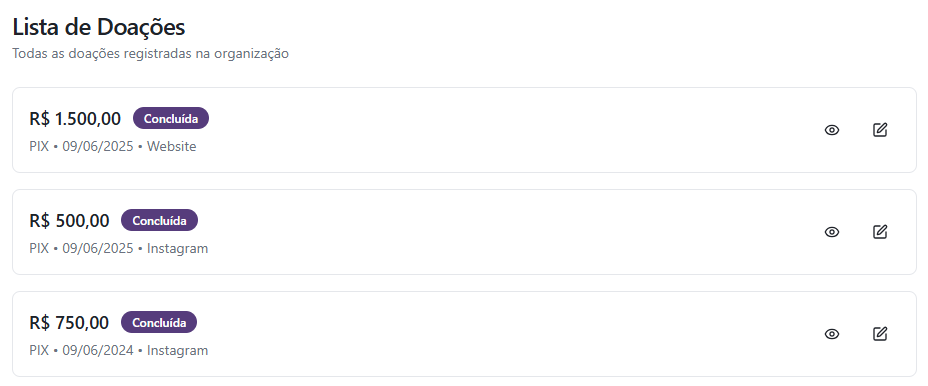 Lista de Doações
Todas as doações registradas na organização
R$ 1.500,00 Concluída
PIX • 09/06/2025 • Website
R$ 500,00 Concluída
PIX • 09/06/2025 • Instagram
R$ 750,00 Concluída
PIX • 09/06/2024 • Instagram